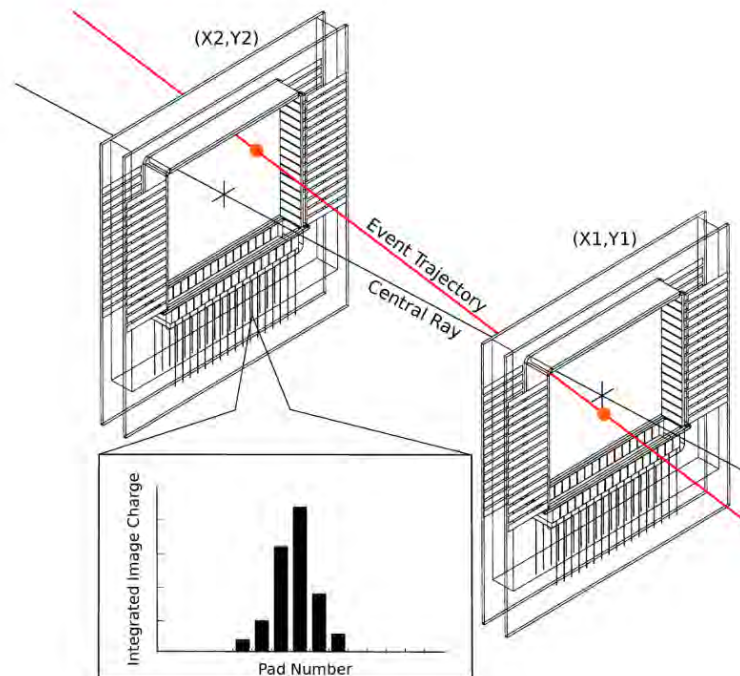 (X2,Y2)
(X1,Y1)
Event Trajectory
Central Ray
Integrated Image Charge
Pad Number